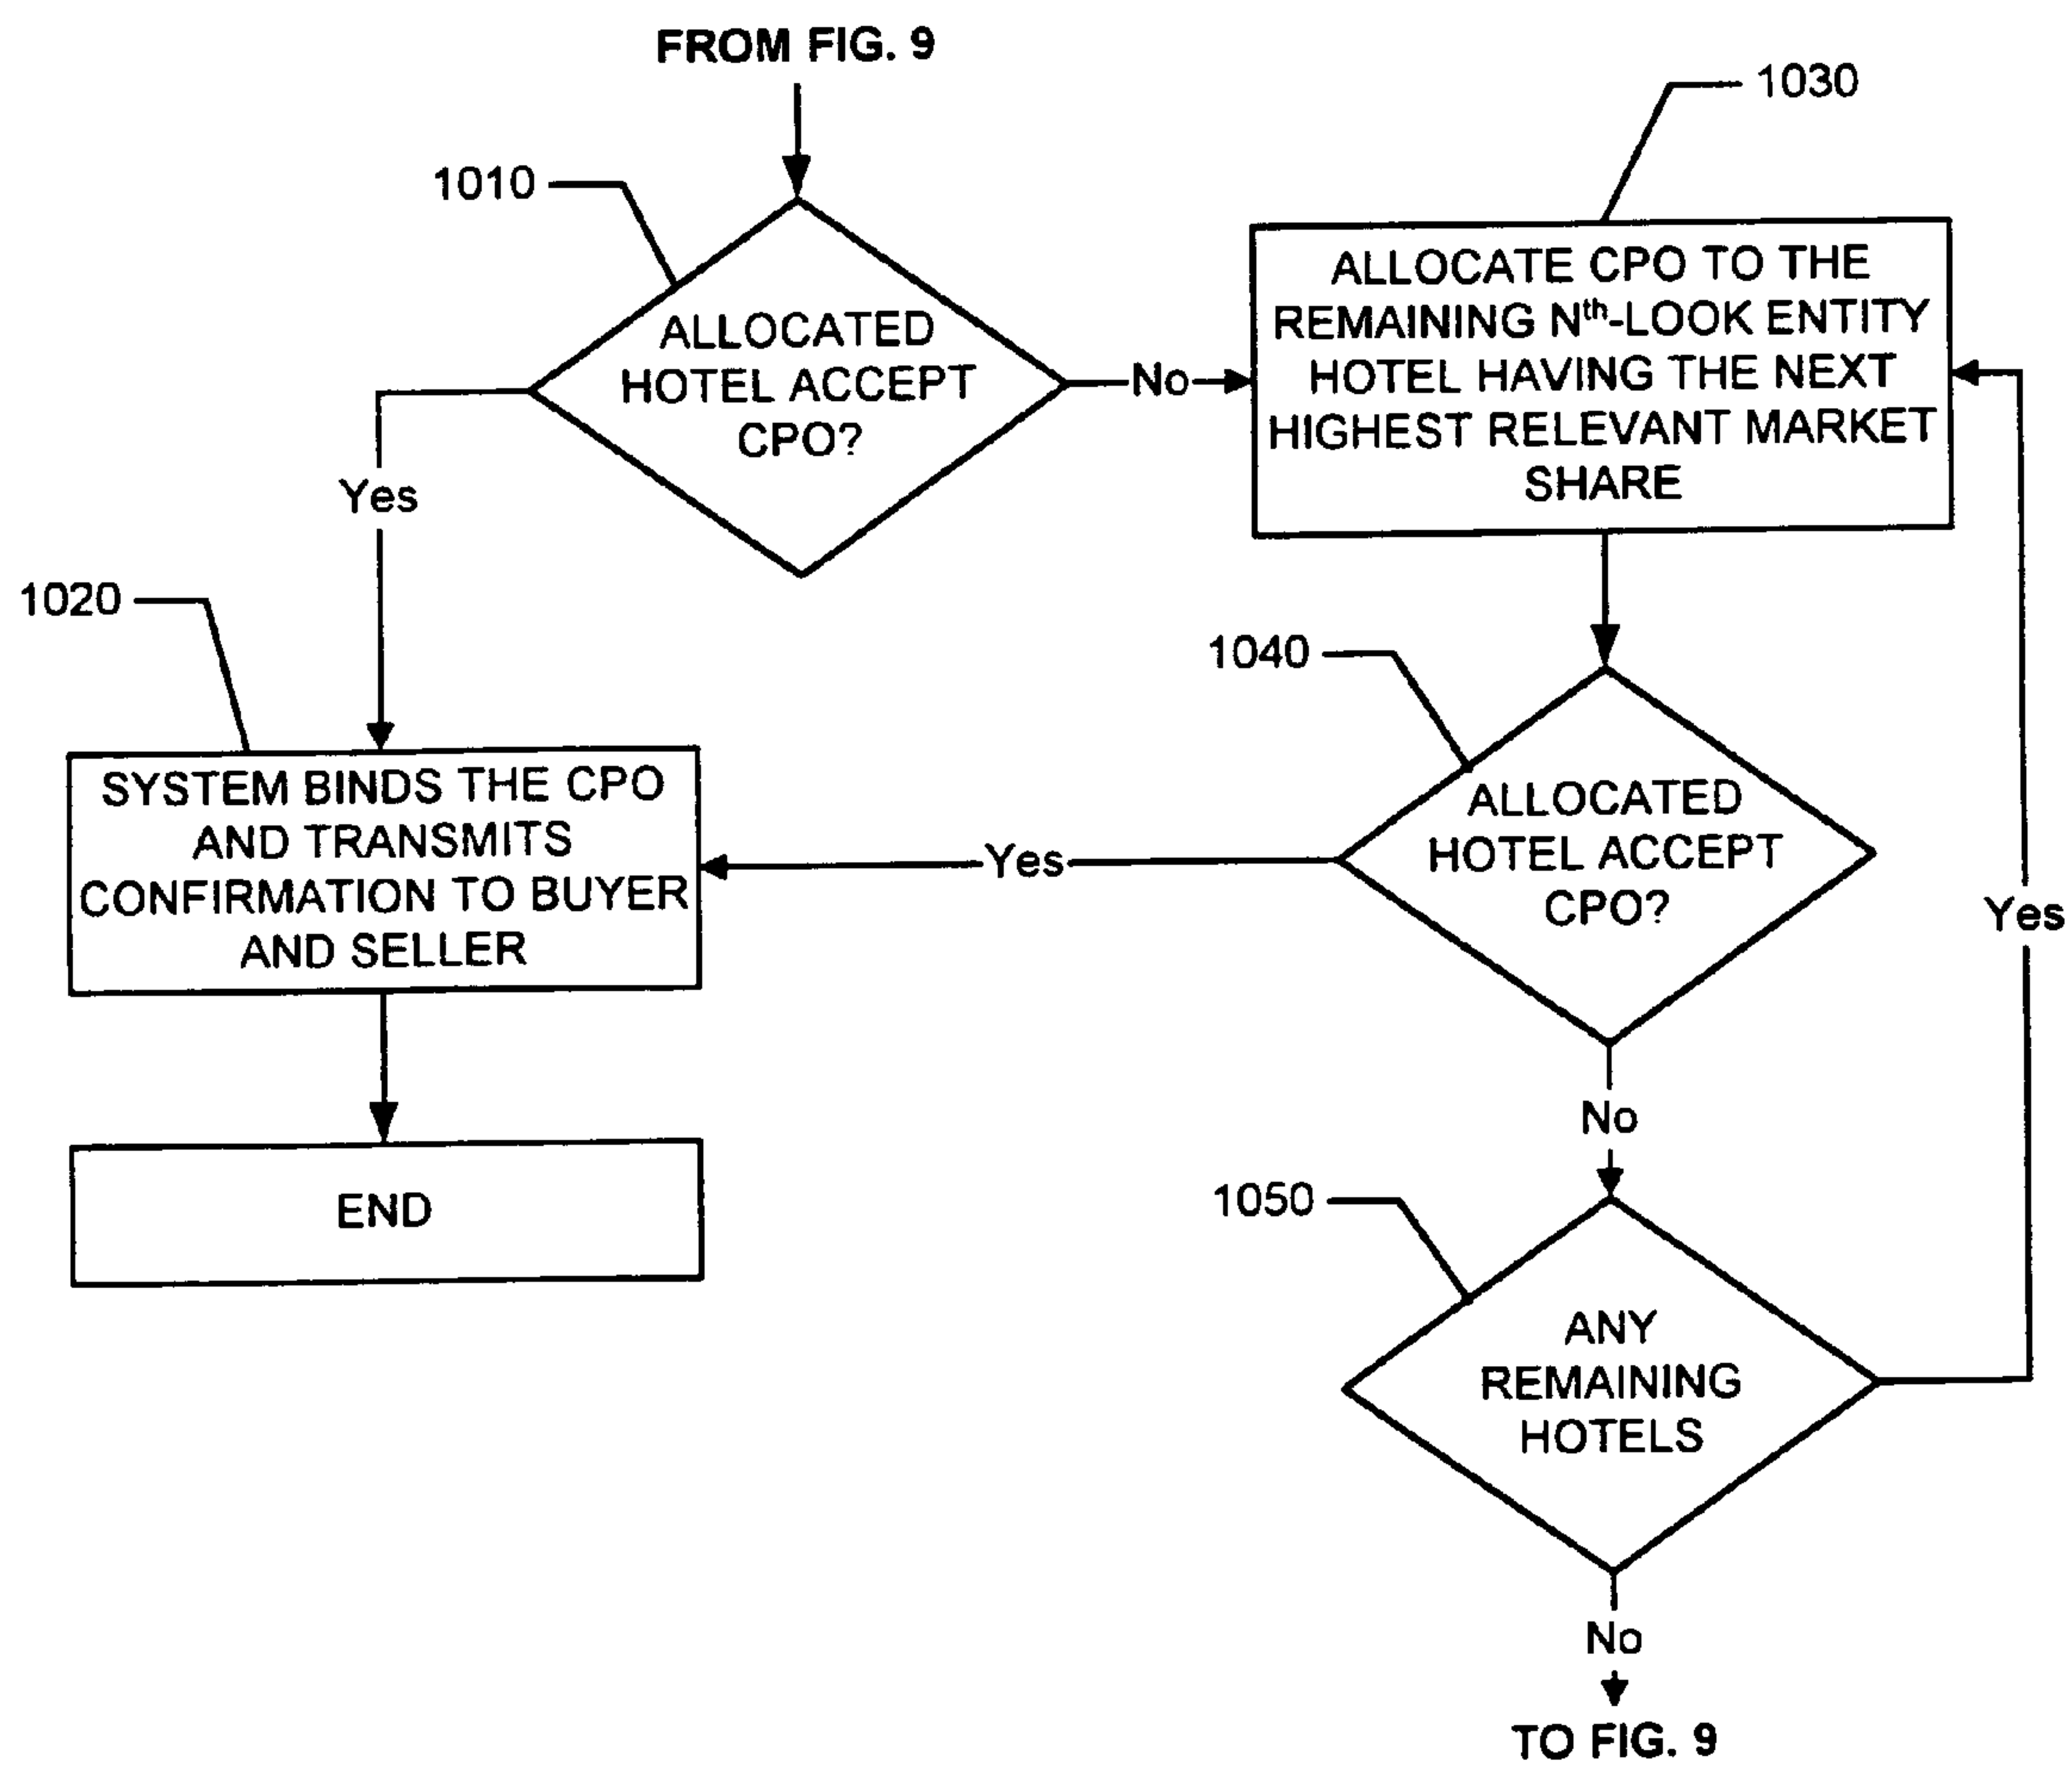 FROM FIG. 9
1030
1010
ALLOCATED
HOTEL ACCEPT
CPO?
No
ALLOCATE CPO TO THE
REMAINING Nth-LOOK ENTITY
HOTEL HAVING THE NEXT
HIGHEST RELEVANT MARKET
SHARE
Yes
1020
SYSTEM BINDS THE CPO
AND TRANSMITS
CONFIRMATION TO BUYER
AND SELLER
1040
ALLOCATED
HOTEL ACCEPT
CPO?
Yes
Yes
No
END
1050
ANY
REMAINING
HOTELS
No
TO FIG. 9